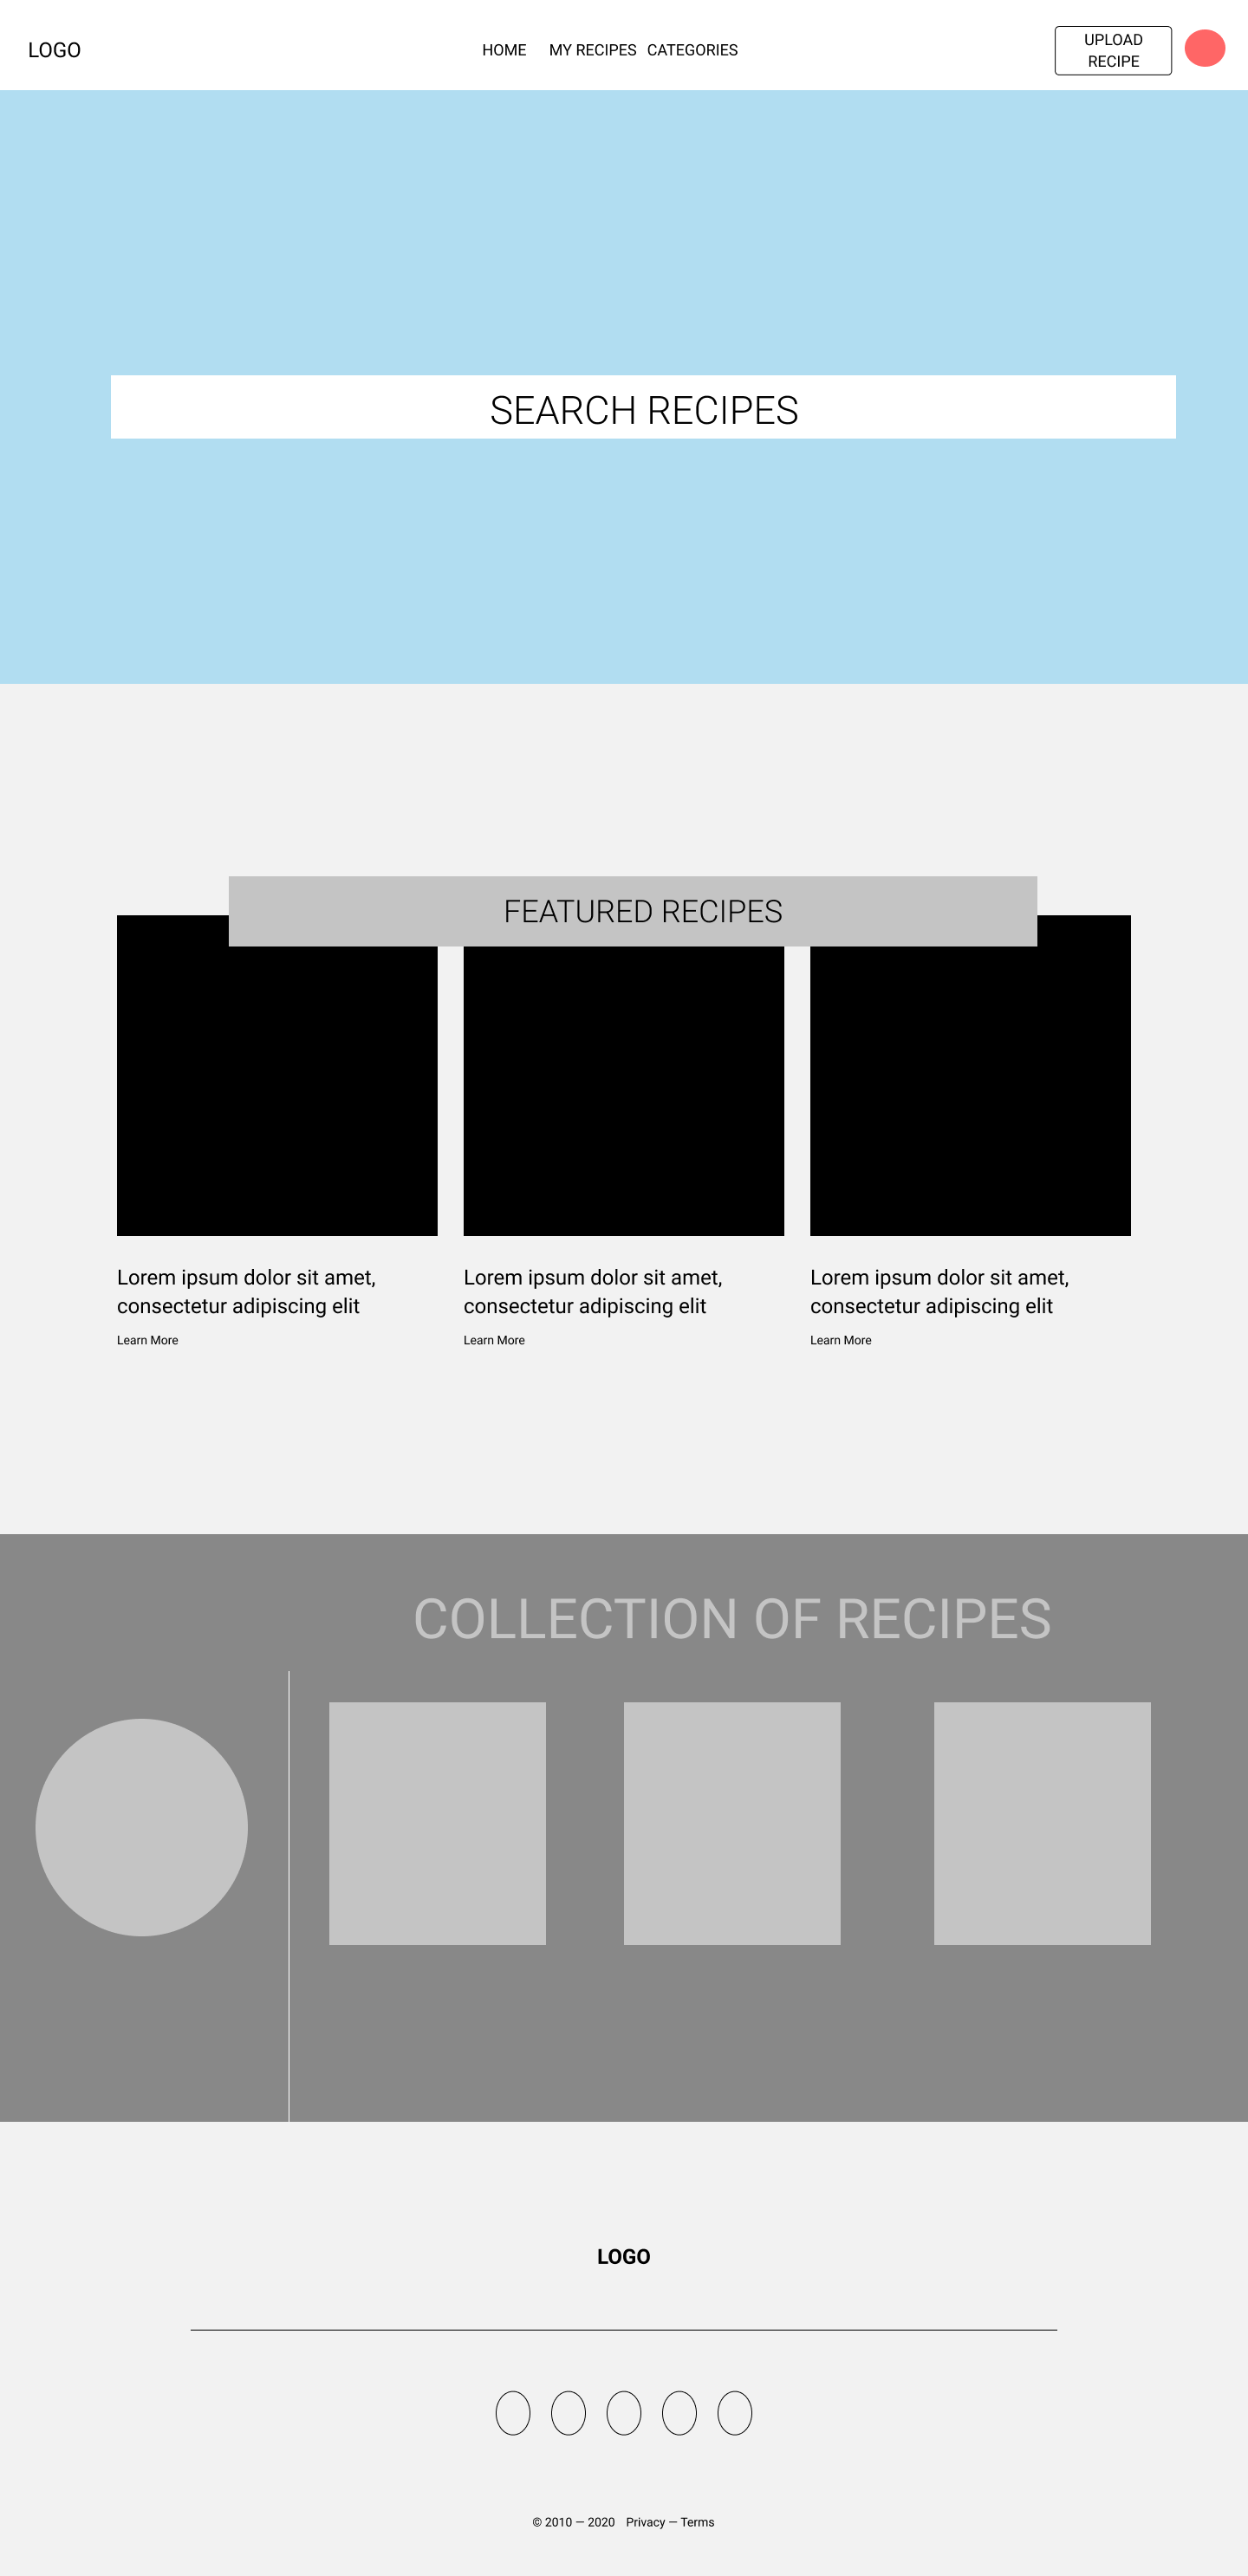 LOGO
HOME MY RECIPES CATEGORIES
UPLOAD
RECIPE
SEARCH RECIPES
FEATURED RECIPES
Lorem ipsum dolor sit amet,
consectetur adipiscing elit
Learn More
Lorem ipsum dolor sit amet,
consectetur adipiscing elit
Learn More
Lorem ipsum dolor sit amet,
consectetur adipiscing elit
Learn More
COLLECTION OF RECIPES
LOGO
© 2010 — 2020 Privacy — Terms